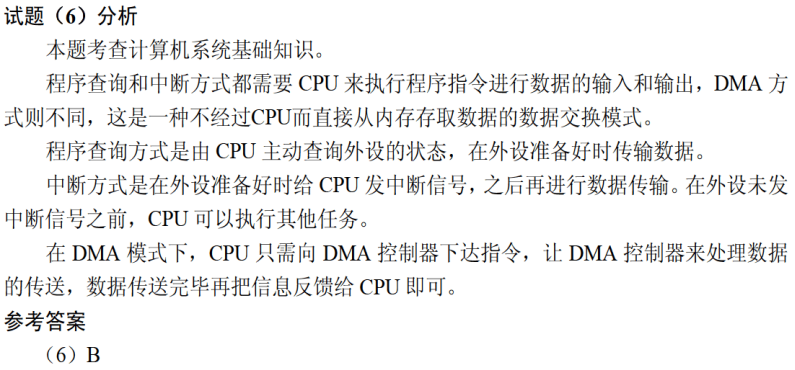 试题（6）分析
本题考查计算机系统基础知识。
程序查询和中断方式都需要 CPU 来执行程序指令进行数据的输入和输出，DMA 方
式则不同，这是一种不经过CPU而直接从内存存取数据的数据交换模式。
程序查询方式是由 CPU 主动查询外设的状态，在外设准备好时传输数据。
中断方式是在外设准备好时给 CPU 发中断信号，之后再进行数据传输。在外设未发
中断信号之前，CPU 可以执行其他任务。
在 DMA 模式下，CPU 只需向 DMA 控制器下达指令，让 DMA 控制器来处理数据
的传送，数据传送完毕再把信息反馈给 CPU 即可。
参考答案
（6）B